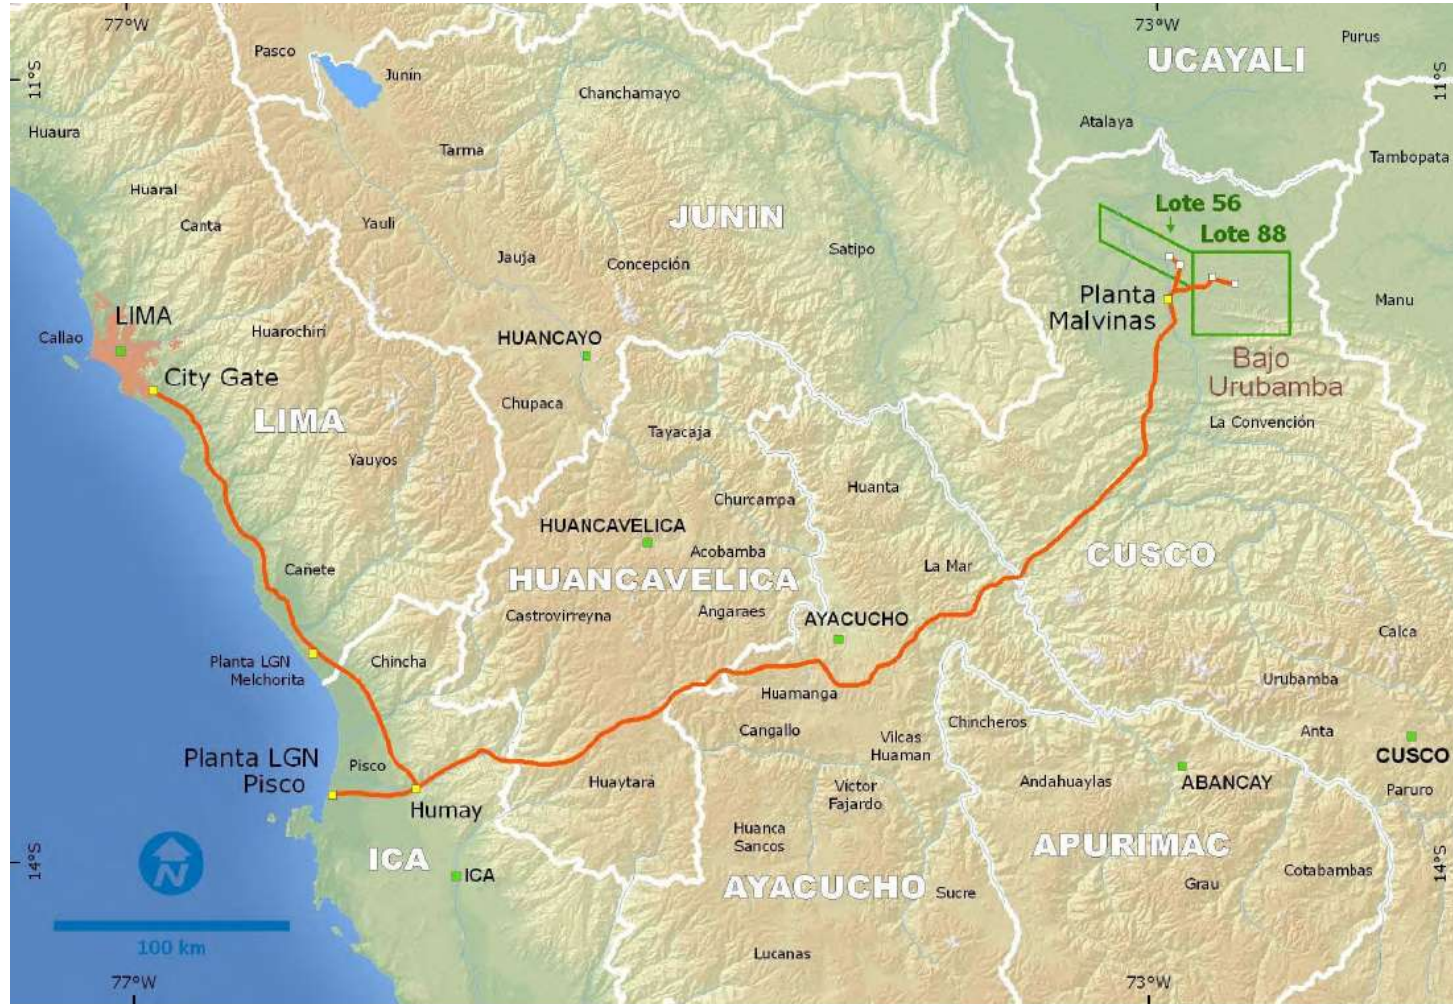 77°W
73°W
Pasco
Junín
UCAYALI
Purus
11°S
11°S
Huaura
Chanchamayo
Atalaya
Tarma
Tambopata
Huaral
Canta
Yauli
JUNIN
Lote 56
Lote 88
Jauja
Concepción
Satipo
Planta
Malvinas
Manu
LIMA
Callao
Huarochirí
HUANCAYO
Bajo
Urubamba
City Gate
LIMA
Chupaca
La Convención
Yauyos
Tayacaja
Churcampa
Huanta
HUANCAVELICA
Acobamba
CUSCO
Cañete
HUANCAVELICA
La Mar
Castrovirreyna
Angaraes
AYACUCHO
Calca
Planta LGN
Melchorita
Chincha
Huamanga
Urubamba
Cangallo
Chincheros
Anta
Vilcas
Huaman
Planta LGN
Pisco
Pisco
CUSCO
Huaytará
Víctor
Fajardo
Andahuaylas
ABANCAY
Paruro
Humay
Huanca
Sancos
APURIMAC
ICA
14°S
14°S
N
ICA
AYACUCHO
Sucre
Grau
Cotabambas
100 km
Lucanas
77°W
73°W